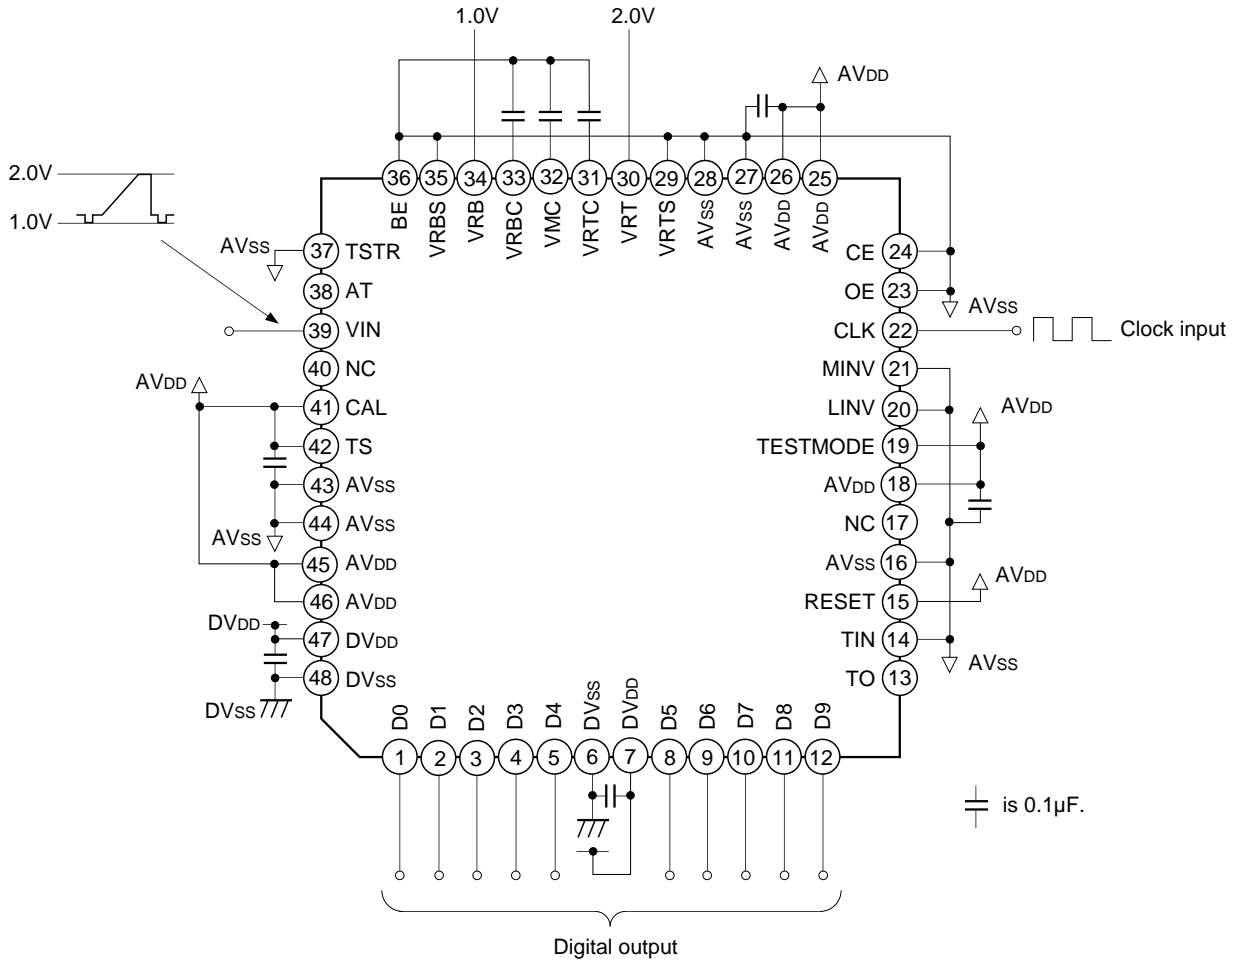 1.0V 2.0V
AVDD
36 35 34 33 32 31 30 29 28 27 26 25
BE VRBS VRB VRBC VMC VRTC VRT VRTS AVSS AVSS AVDD AVDD
2.0V
1.0V
AVSS 37 TSTR
38 AT
39 VIN
40 NC
AVDD
41 CAL
42 TS
43 AVSS
44 AVSS
AVSS
45 AVDD
46 AVDD
DVDD
47 DVDD
48 DVSS
DVSS
CE 24
OE 23
AVSS
CLK 22 Clock input
MINV 21
LINV 20
AVDD
TESTMODE 19
AVDD 18
NC 17
AVSS 16
AVDD
RESET 15
TIN 14
AVSS
TO 13
D0 D1 D2 D3 D4 DVSS DVDD D5 D6 D7 D8 D9
1 2 3 4 5 6 7 8 9 10 11 12
is 0.1µF.
Digital output